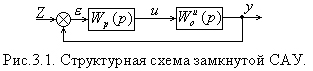 Z ε W_p(p) u W_o^u(p) y
Рис.3.1. Структурная схема замкнутой САУ.